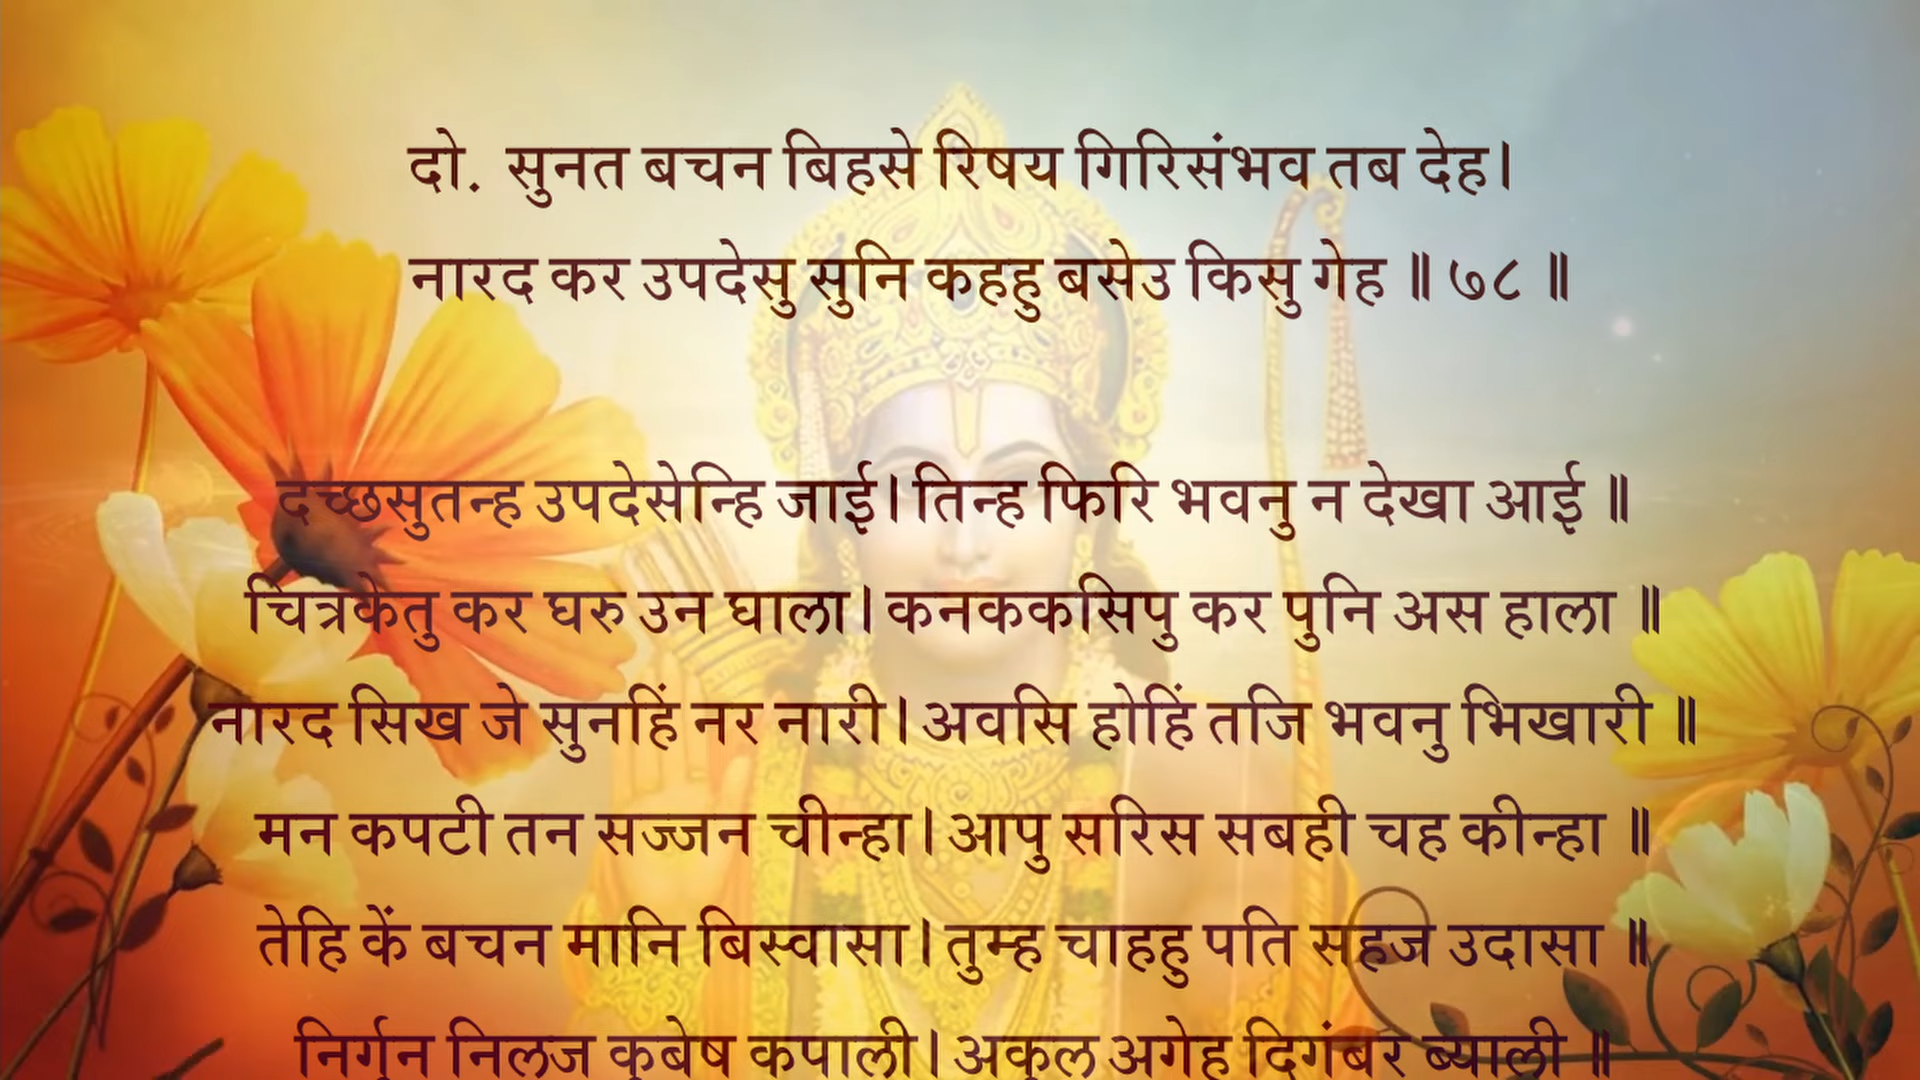 दो. सुनत बचन बिहसे रिषय गिरिसंभव तब देह।
नारद कर उपदेसु सुनि कहहु बसेउ किसु गेह ॥ ७८ ॥
दच्छसुतन्ह उपदेसेन्हि जाई। तिन्ह फिरि भवनु न देखा आई ॥
चित्रकेतु कर घरु उन घाला। कनककसिपु कर पुनि अस हाला ॥
नारद सिख जे सुनहिं नर नारी। अवसि होहिं तजि भवनु भिखारी ॥
मन कपटी तन सज्जन चीन्हा। आपु सरिस सबही चह कीन्हा ॥
तेहि कें बचन मानि बिस्वासा। तुम्ह चाहहु पति सहज उदासा ॥
निर्गुन निलज कुबेष कपाली। अकुल अगेह दिगंबर ब्याली ॥